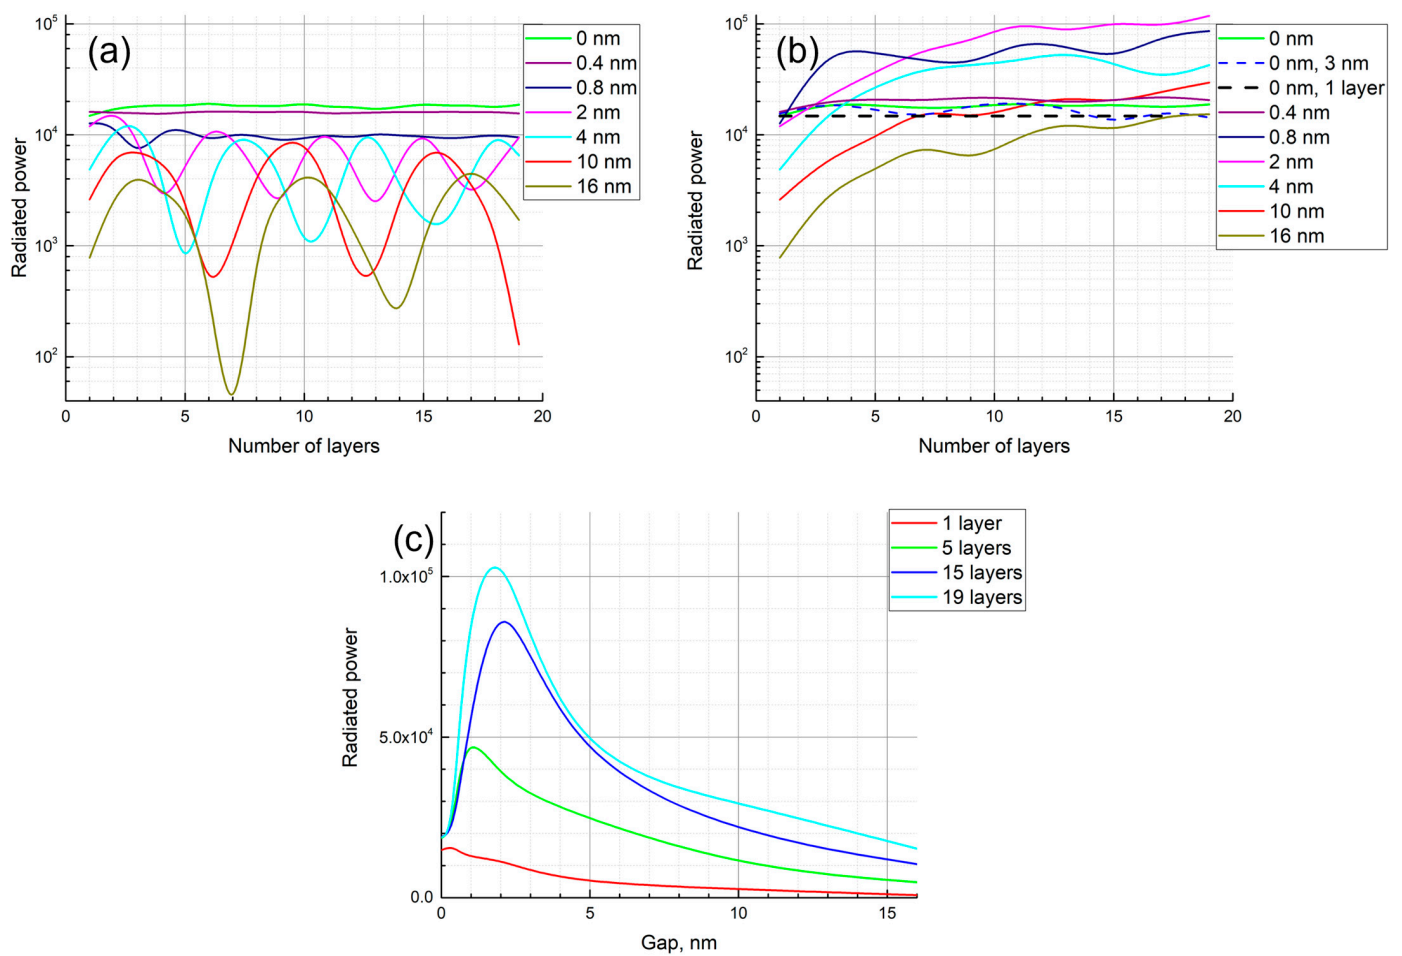 (a)
10⁵
10⁴
10³
10²
Radiated power
0 5 10 15 20
Number of layers
0 nm
0.4 nm
0.8 nm
2 nm
4 nm
10 nm
16 nm
(b)
10⁵
10⁴
10³
10²
Radiated power
0 5 10 15 20
Number of layers
0 nm
0 nm, 3 nm
0 nm, 1 layer
0.4 nm
0.8 nm
2 nm
4 nm
10 nm
16 nm
(c)
1.0x10⁵
5.0x10⁴
0.0
Radiated power
0 5 10 15
Gap, nm
1 layer
5 layers
15 layers
19 layers